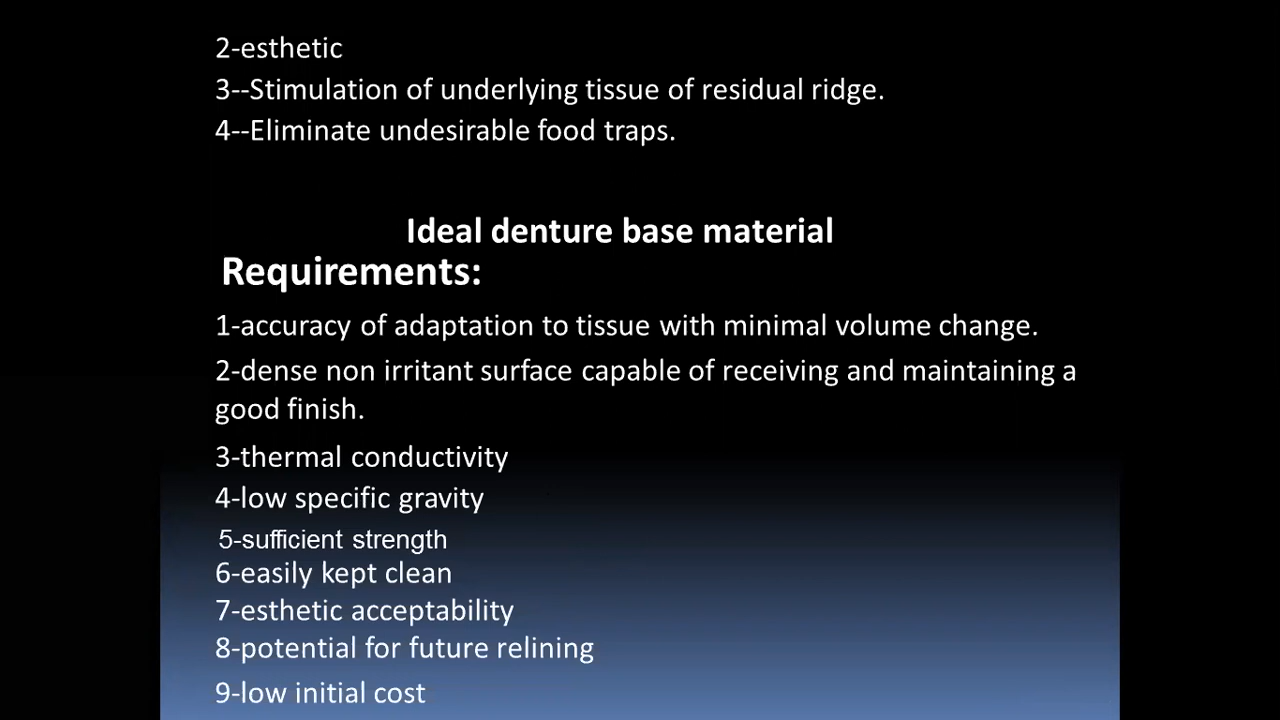 2-esthetic
3--Stimulation of underlying tissue of residual ridge.
4--Eliminate undesirable food traps.
Ideal denture base material
Requirements:
1-accuracy of adaptation to tissue with minimal volume change.
2-dense non irritant surface capable of receiving and maintaining a
good finish.
3-thermal conductivity
4-low specific gravity
5-sufficient strength
6-easily kept clean
7-esthetic acceptability
8-potential for future relining
9-low initial cost